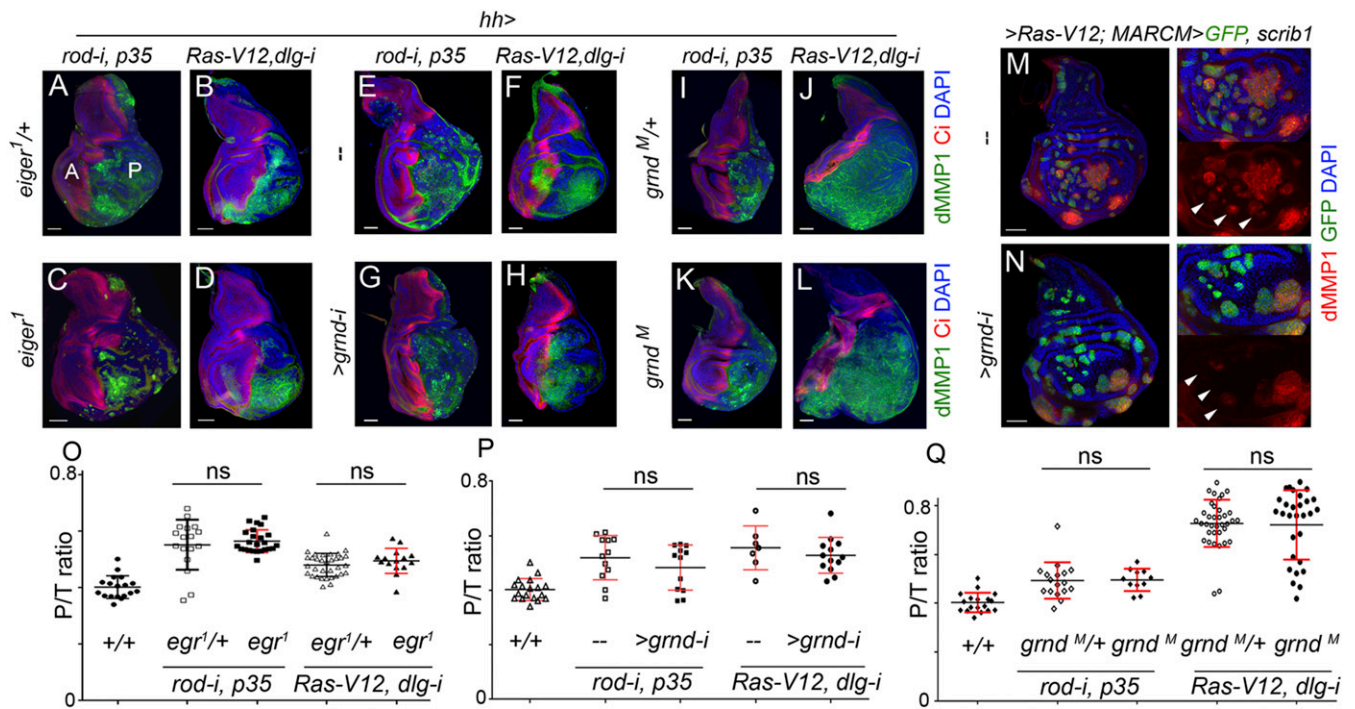 hh>
rod-i, p35 Ras-V12,dlg-i rod-i, p35 Ras-V12,dlg-i rod-i, p35 Ras-V12,dlg-i
>Ras-V12; MARCM>GFP, scrib1
eiger1/+ A A P B -- E F grnd M/+ I J dMMP1 Ci DAPI -- M
eiger1 C D >grnd-i G H grnd M K L dMMP1 Ci DAPI >grnd-i N
dMMP1 GFP DAPI
O
0.8
ns ns
P/T ratio
+/+ egr1/+ egr1 egr1/+ egr1
rod-i, p35 Ras-V12, dlg-i
0
P
0.8
ns ns
P/T ratio
+/+ -- >grnd-i -- >grnd-i
rod-i, p35 Ras-V12, dlg-i
0
Q
0.8
ns ns
P/T ratio
+/+ grnd M/+ grnd M grnd M/+ grnd M
rod-i, p35 Ras-V12, dlg-i
0